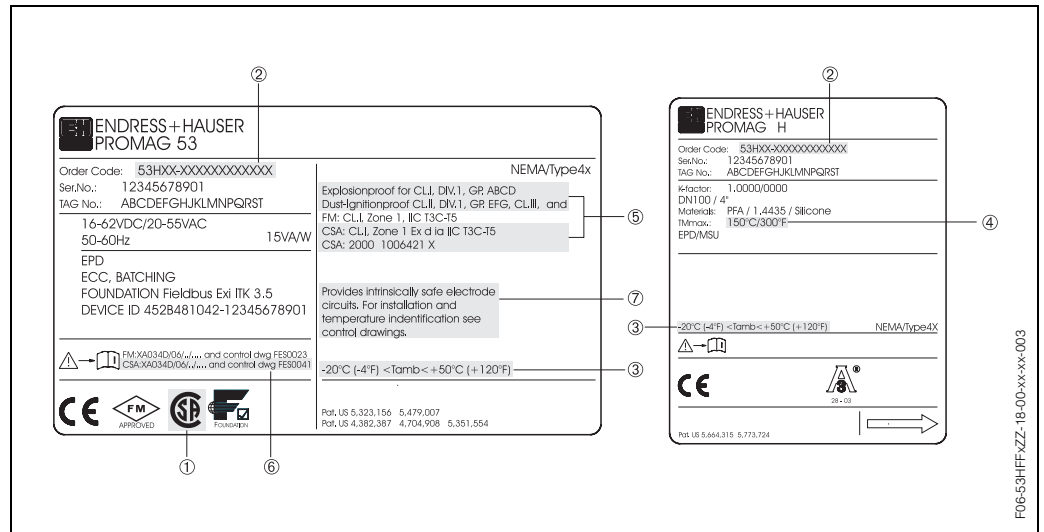 ②
ENDRESS+HAUSER
PROMAG 53
Order Code: 53HXX-XXXXXXXXXXXX
Ser.No.: 12345678901
TAG No.: ABCDEFGHJKLMNPQRST
16-62VDC/20-55VAC
50-60Hz 15VA/W
EPD
ECC, BATCHING
FOUNDATION Fieldbus Exi ITK 3.5
DEVICE ID 452B481042-12345678901
FM:XA034D/06/../.... and control dwg FES0023
CSA:XA034D/06/../.... and control dwg FES0041
CE
FM
APPROVED
SA
F
FOUNDATION
NEMA/Type4x
Explosionproof for CL.I, DIV.1, GP. ABCD
Dust-Ignitionproof CL.II, DIV.1, GP. EFG, CL.III, and
FM: CL.I, Zone 1, IIC T3C-T5
CSA: CL.I, Zone 1 Ex d ia IIC T3C-T5
CSA: 2000 1006421 X
⑤
Provides intrinsically safe electrode
circuits. For installation and
temperature indentification see
control drawings.
⑦
-20°C (-4°F) <Tamb<+50°C (+120°F)
③
Pat. US 5,323,156 5,479,007
Pat. US 4,382,387 4,704,908 5,351,554
①
⑥
②
ENDRESS+HAUSER
PROMAG H
Order Code: 53HXX-XXXXXXXXXXXX
Ser.No.: 12345678901
TAG No.: ABCDEFGHJKLMNPQRST
K-factor: 1.0000/0000
DN100 / 4"
Materials: PFA / 1.4435 / Silicone
TMmax.: 150°C/300°F
④
EPD/MSU
③
-20°C (-4°F) <Tamb<+50°C (+120°F) NEMA/Type4X
CE
A
3
®
28 - 03
Pat. US 5,664,315 5,773,724
F06-53HFFxZZ-18-00-xx-xx-003